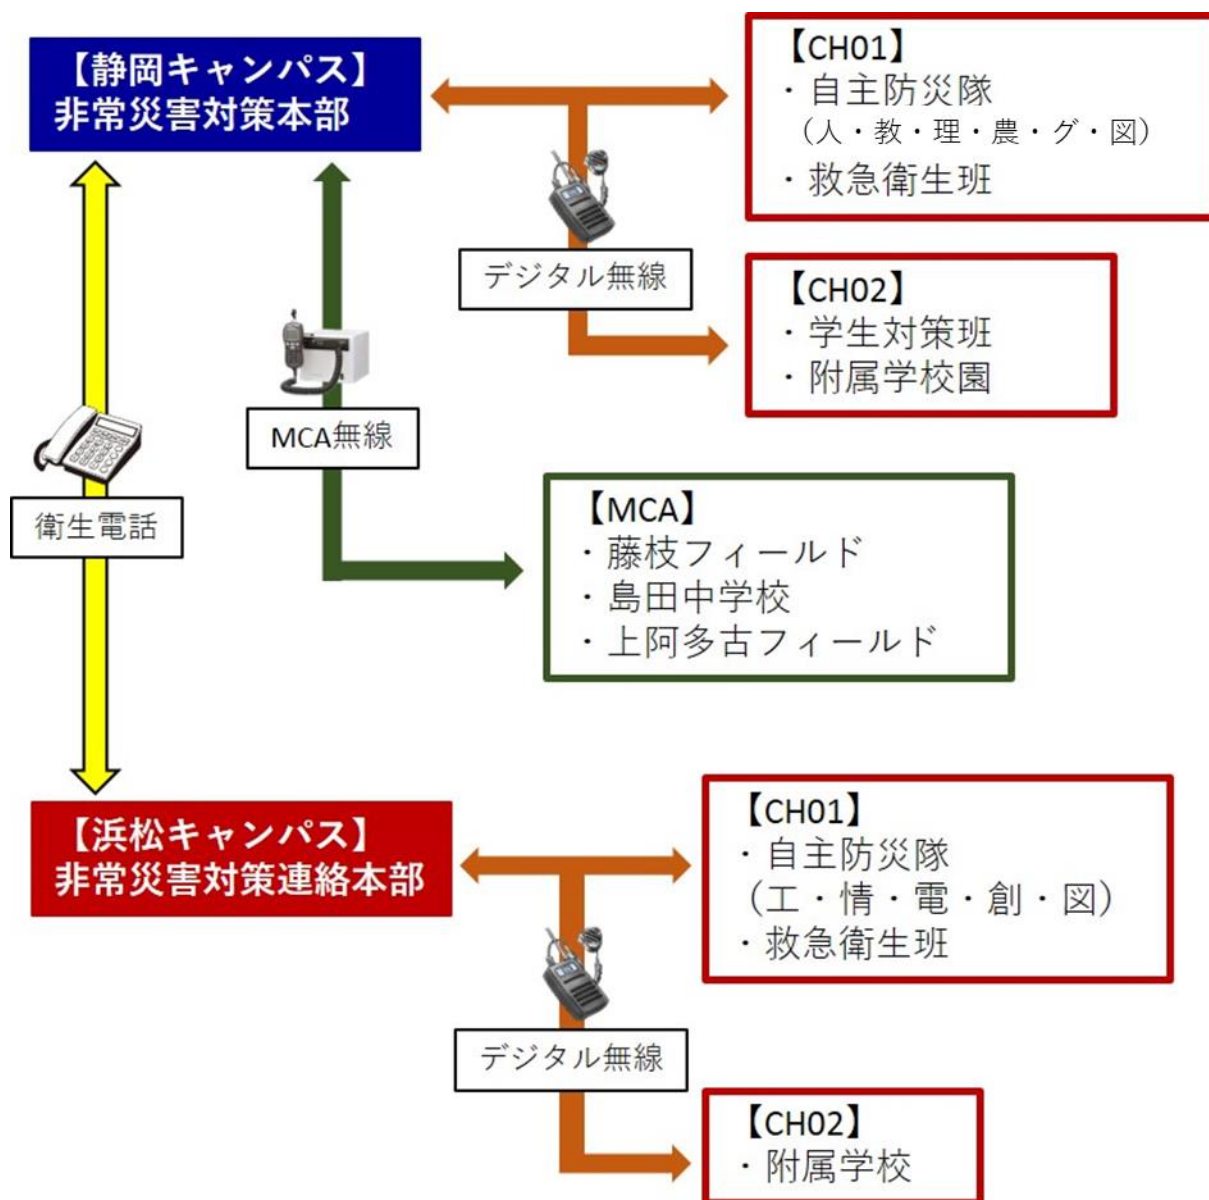 【静岡キャンパス】
非常災害対策本部
【CH01】
・自主防災隊
（人・教・理・農・グ・図）
・救急衛生班
デジタル無線
【CH02】
・学生対策班
・附属学校園
MCA無線
衛生電話
【MCA】
・藤枝フィールド
・島田中学校
・上阿多古フィールド
【浜松キャンパス】
非常災害対策連絡本部
【CH01】
・自主防災隊
（工・情・電・創・図）
・救急衛生班
デジタル無線
【CH02】
・附属学校